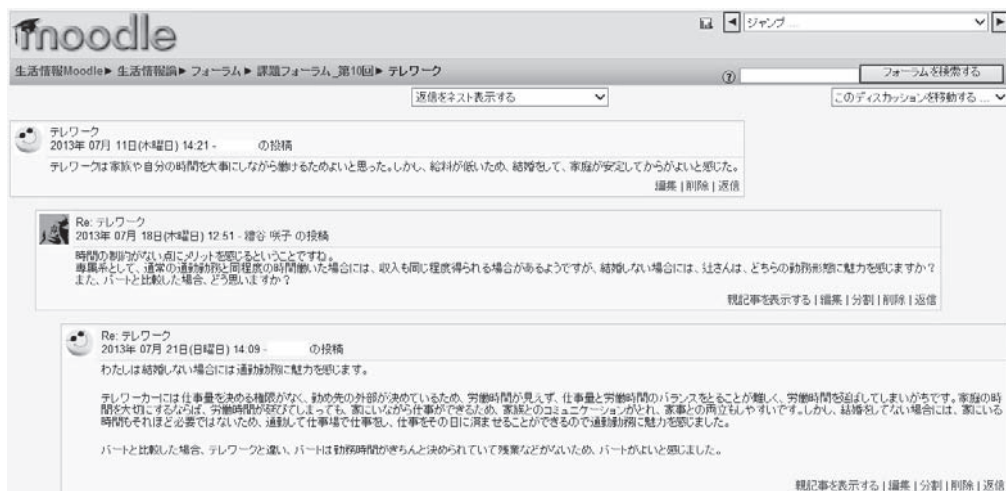 moodle
ジャンプ ...
生活情報Moodle▶ 生活情報論▶ フォーラム▶ 課題フォーラム_第10回▶ テレワーク
フォーラムを検索する
返信をネスト表示する
このディスカッションを移動する ...
テレワーク
2013年 07月 11日(木曜日) 14:21 - の投稿
テレワークは家族や自分の時間を大事にしながら働けるためよいと思った。しかし、給料が低いため、結婚をして、家庭が安定してからがよいと感じた。
編集 | 削除 | 返信
Re: テレワーク
2013年 07月 18日(木曜日) 12:51 - 糟谷 咲子 の投稿
時間の制約がない点にメリットを感じるということですね。
専属系として、通常の通勤勤務と同程度の時間働いた場合には、収入も同じ程度得られる場合があるようですが、結婚しない場合には、辻さんは、どちらの勤務形態に魅力を感じますか？
また、パートと比較した場合、どう思いますか？
親記事を表示する | 編集 | 分割 | 削除 | 返信
Re: テレワーク
2013年 07月 21日(日曜日) 14:09 - の投稿
わたしは結婚しない場合には通勤勤務に魅力を感じます。
テレワーカーには仕事量を決める権限がなく、勤め先の外部が決めているため、労働時間が見えず、仕事量と労働時間のバランスをとることが難しく、労働時間を延ばしてしまいがちです。家庭の時
間を大切にするならば、労働時間が延びてしまっても、家にいながら仕事ができるため、家族とのコミュニケーションがとれ、家事との両立もしやすいです。しかし、結婚をしてない場合には、家にいる
時間もそれほど必要ではないため、通勤して仕事場で仕事をし、仕事をその日に済ませることができるので通勤勤務に魅力を感じました。
パートと比較した場合、テレワークと違い、パートは勤務時間がきちんと決められていて残業などがないため、パートがよいと感じました。
親記事を表示する | 編集 | 分割 | 削除 | 返信